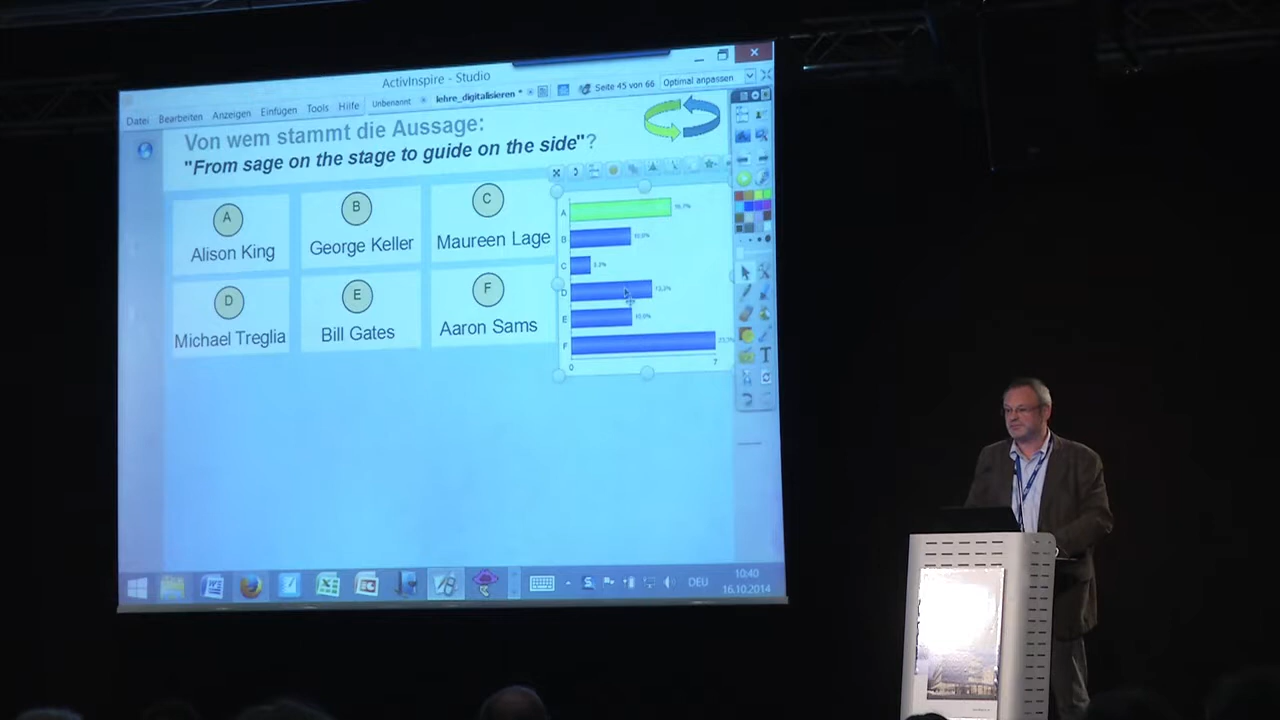 ActivInspire - Studio
Datei Bearbeiten Anzeigen Einfügen Tools Hilfe Unbenannt lehre_digitalisieren * Seite 45 von 66 Optimal anpassen
Von wem stammt die Aussage:
"From sage on the stage to guide on the side"?
A
Alison King
B
George Keller
C
Maureen Lage
D
Michael Treglia
E
Bill Gates
F
Aaron Sams
A
B
C
D
E
F
0 7
T
DEU
10:40
16.10.2014